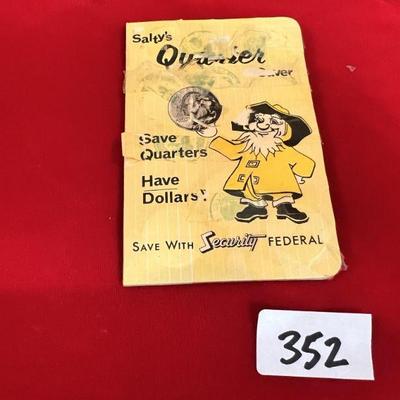 Salty's
Quarter
Saver
Save
Quarters
Have
Dollars!
SAVE WITH Security FEDERAL
352